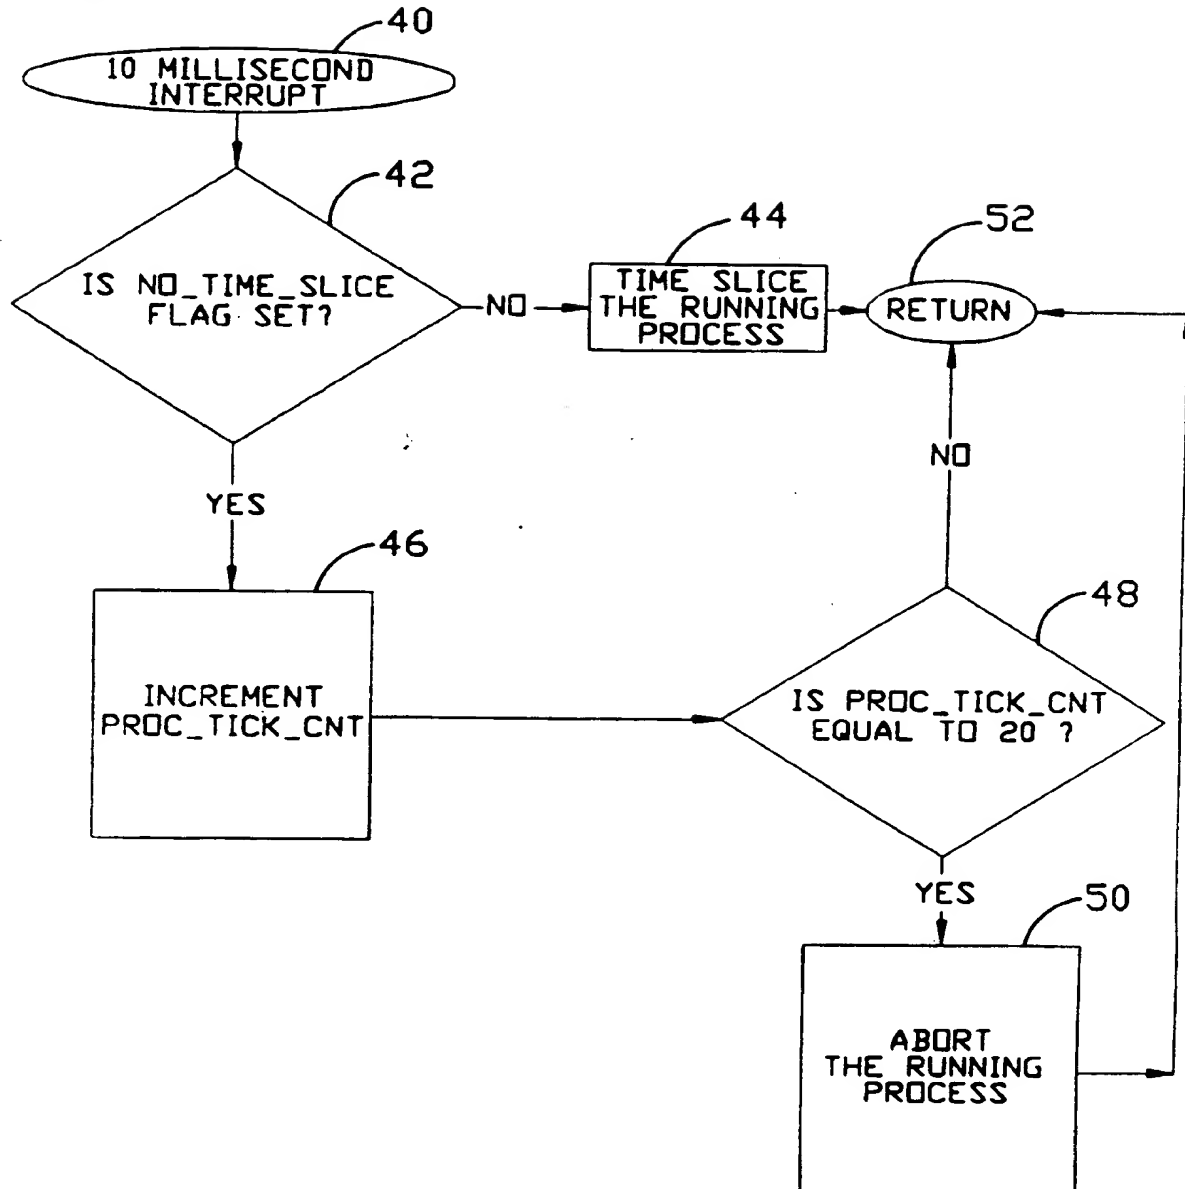 40
10 MILLISECOND
INTERRUPT
42
IS NO_TIME_SLICE
FLAG SET?
NO
44
TIME SLICE
THE RUNNING
PROCESS
52
RETURN
NO
YES
46
INCREMENT
PROC_TICK_CNT
48
IS PROC_TICK_CNT
EQUAL TO 20 ?
YES
50
ABORT
THE RUNNING
PROCESS